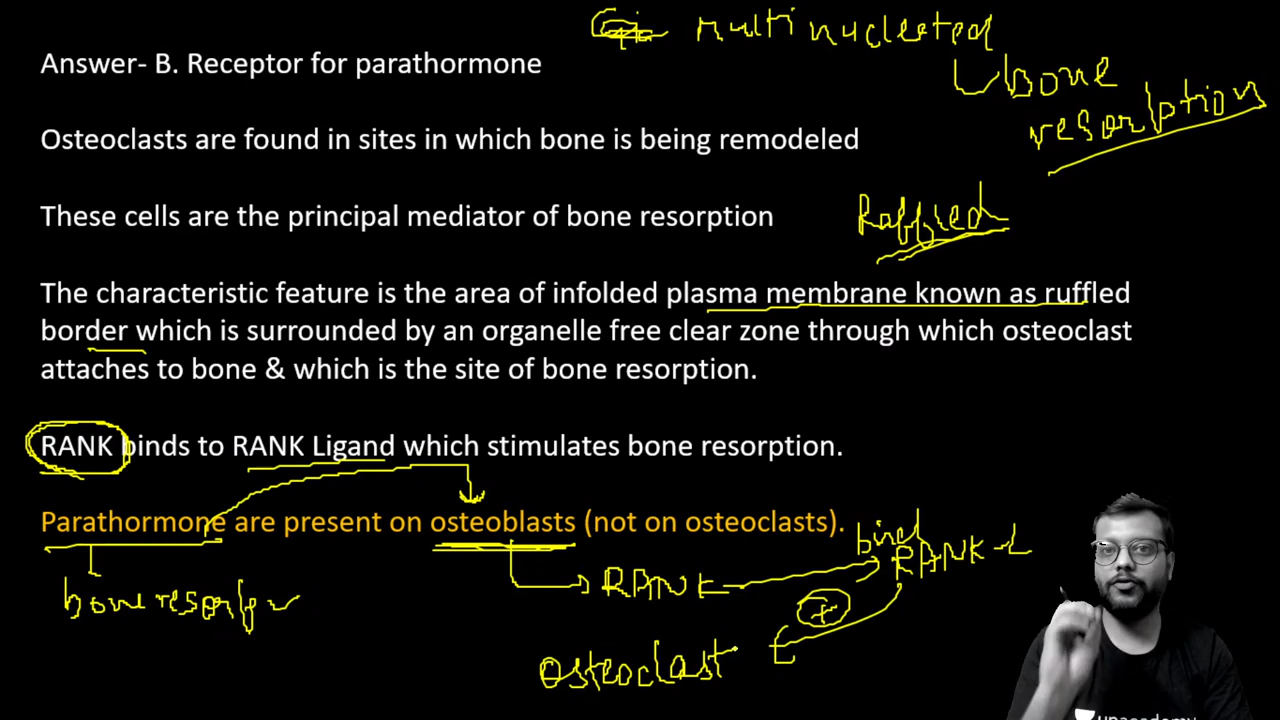 multinucleated
Answer- B. Receptor for parathormone
bone
resorption
Osteoclasts are found in sites in which bone is being remodeled
These cells are the principal mediator of bone resorption
Raffled
The characteristic feature is the area of infolded plasma membrane known as ruffled
border which is surrounded by an organelle free clear zone through which osteoclast
attaches to bone & which is the site of bone resorption.
RANK binds to RANK Ligand which stimulates bone resorption.
Parathormone are present on osteoblasts (not on osteoclasts).
bind
RANK-L
RANK
bone
+
osteoclast